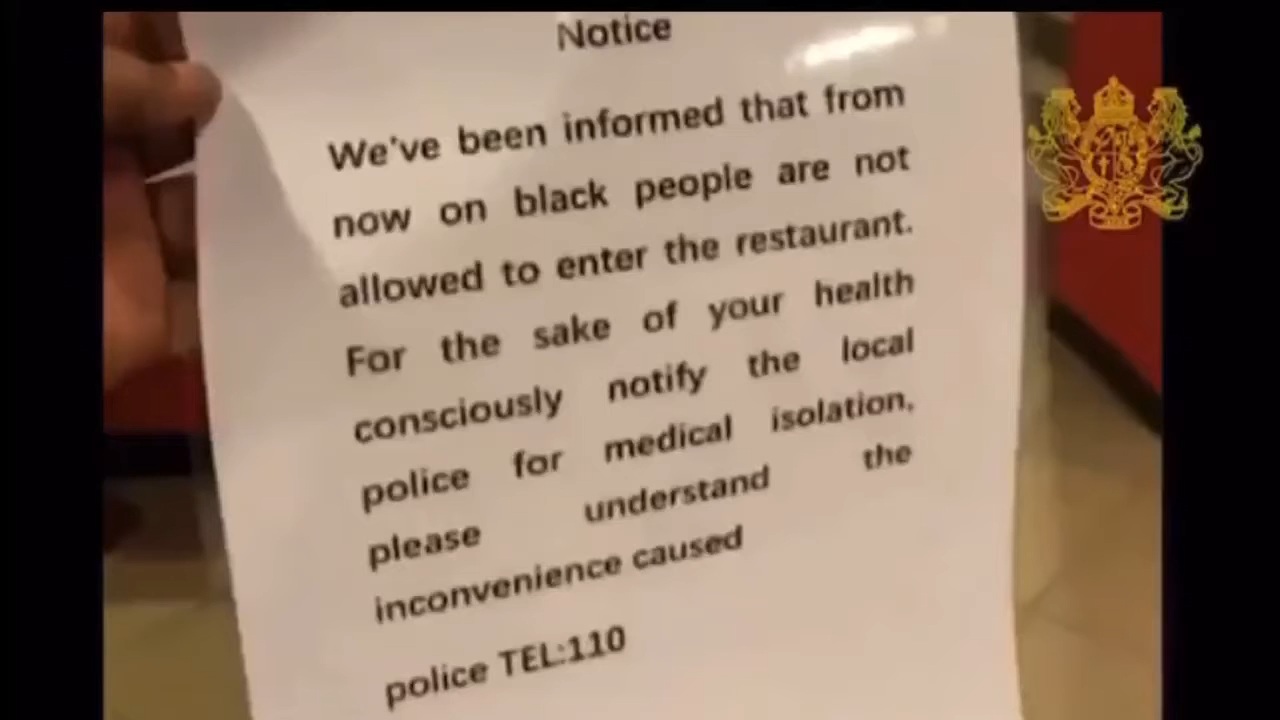 Notice
We've been informed that from
now on black people are not
allowed to enter the restaurant.
For the sake of your health
consciously notify the local
police for medical isolation,
please understand the
inconvenience caused
police TEL:110